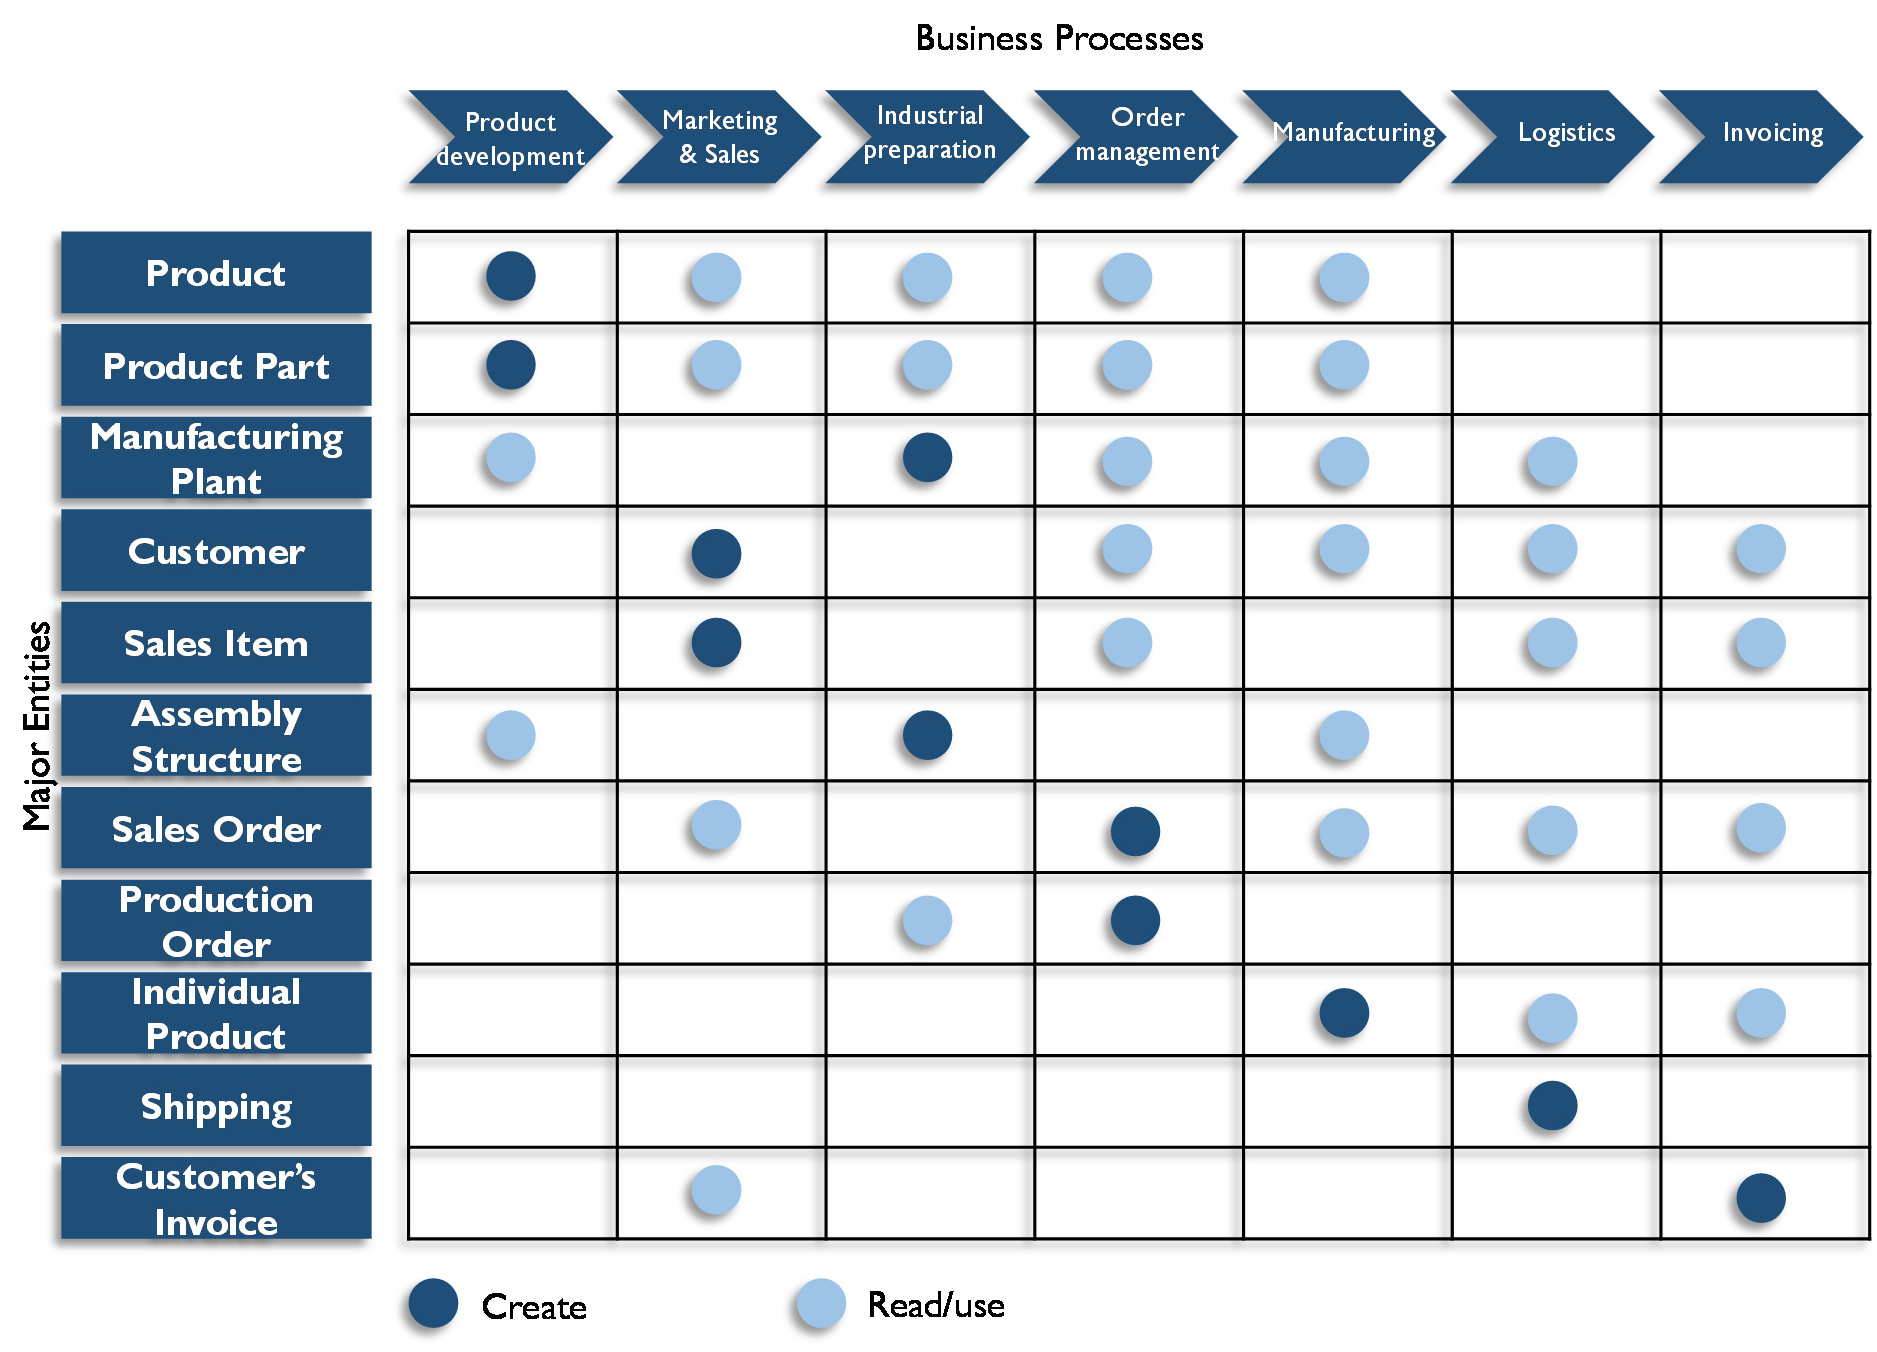 Business Processes
Product
development
Marketing
& Sales
Industrial
preparation
Order
management
Manufacturing
Logistics
Invoicing
Major Entities
Product
Product Part
Manufacturing
Plant
Customer
Sales Item
Assembly
Structure
Sales Order
Production
Order
Individual
Product
Shipping
Customer’s
Invoice
Create
Read/use